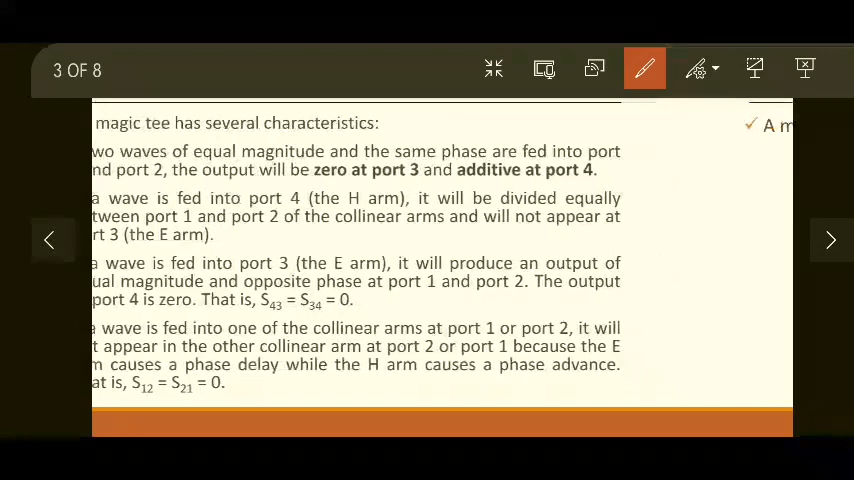 3 OF 8
magic tee has several characteristics:
✓ A m
wo waves of equal magnitude and the same phase are fed into port
nd port 2, the output will be zero at port 3 and additive at port 4.
a wave is fed into port 4 (the H arm), it will be divided equally
tween port 1 and port 2 of the collinear arms and will not appear at
rt 3 (the E arm).
a wave is fed into port 3 (the E arm), it will produce an output of
ual magnitude and opposite phase at port 1 and port 2. The output
port 4 is zero. That is, S43 = S34 = 0.
a wave is fed into one of the collinear arms at port 1 or port 2, it will
t appear in the other collinear arm at port 2 or port 1 because the E
m causes a phase delay while the H arm causes a phase advance.
at is, S12 = S21 = 0.